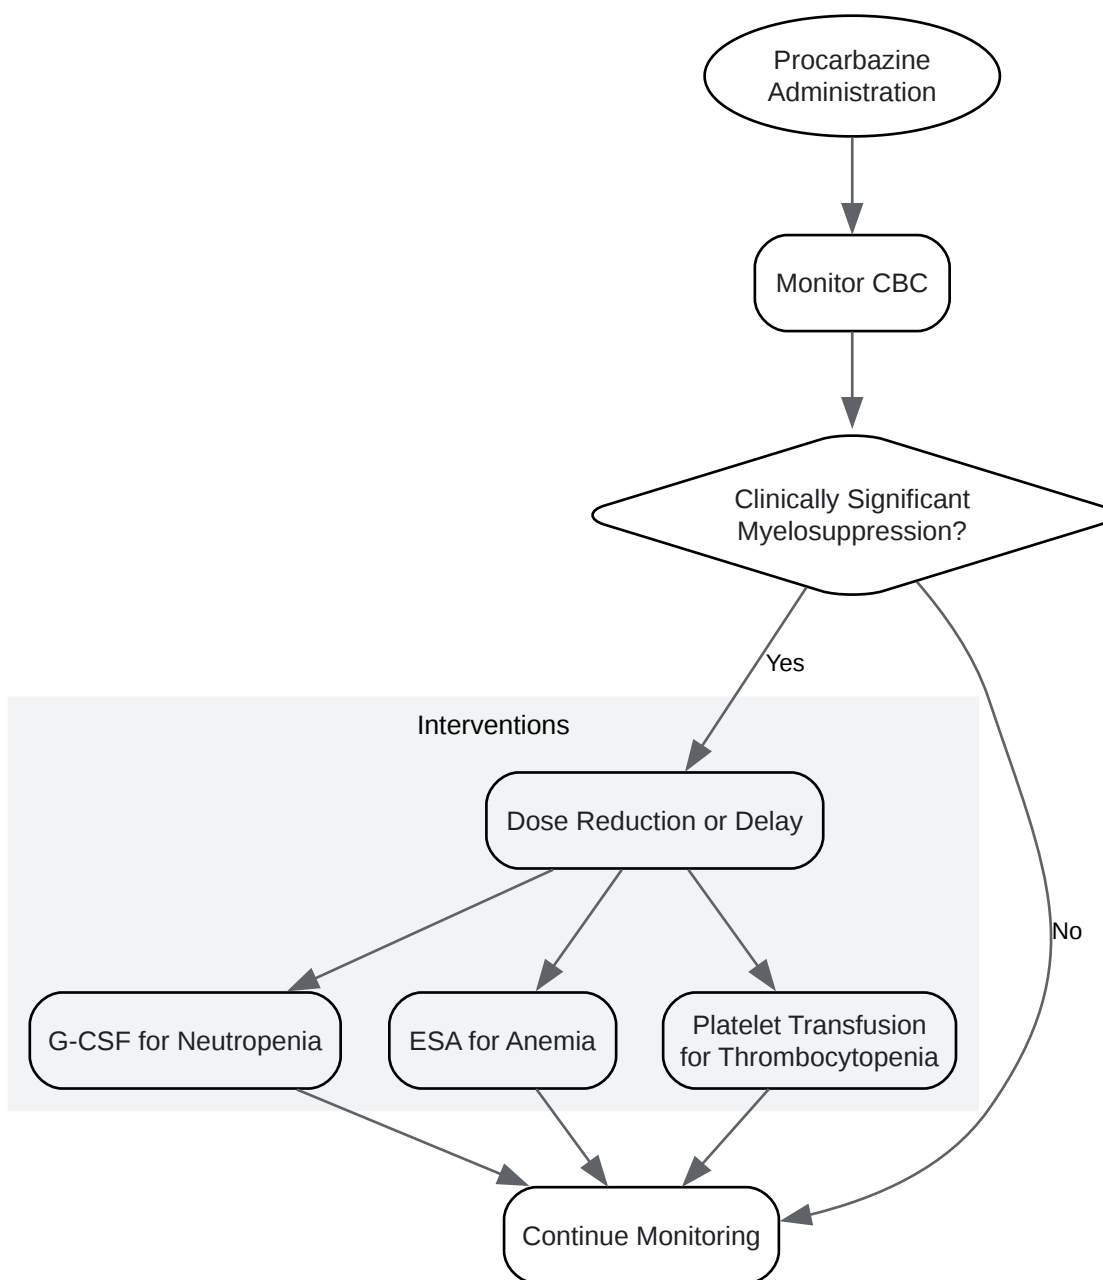 Procarbazine
Administration
Monitor CBC
Clinically Significant
Myelosuppression?
Yes
Interventions
Dose Reduction or Delay
No
G-CSF for Neutropenia
ESA for Anemia
Platelet Transfusion
for Thrombocytopenia
Continue Monitoring